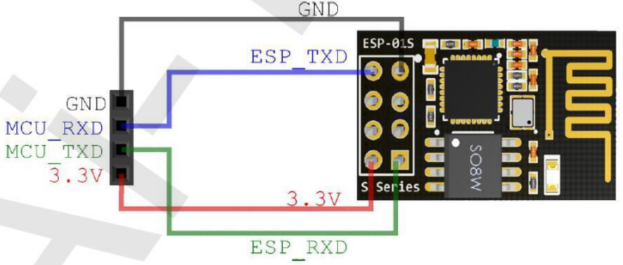 GND
ESP_TXD
ESP-01S
GND
MCU_RXD
MCU_TXD
3.3V
SO8W
3.3V
S Series
ESP_RXD